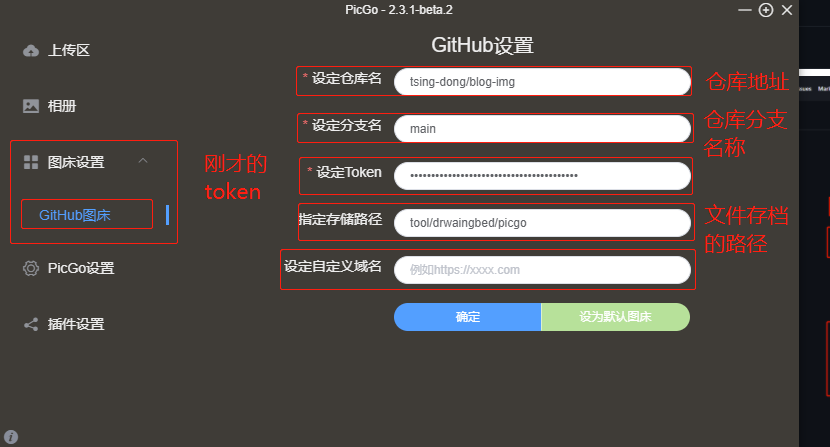 PicGo - 2.3.1-beta.2
上传区
相册
图床设置
GitHub图床
PicGo设置
插件设置
刚才的
token
GitHub设置
* 设定仓库名
tsing-dong/blog-img
仓库地址
* 设定分支名
main
仓库分支
名称
* 设定Token
••••••••••••••••••••••••••••••••••••••••
指定存储路径
tool/drwaingbed/picgo
文件存档
的路径
设定自定义域名
例如https://xxxx.com
确定
设为默认图床